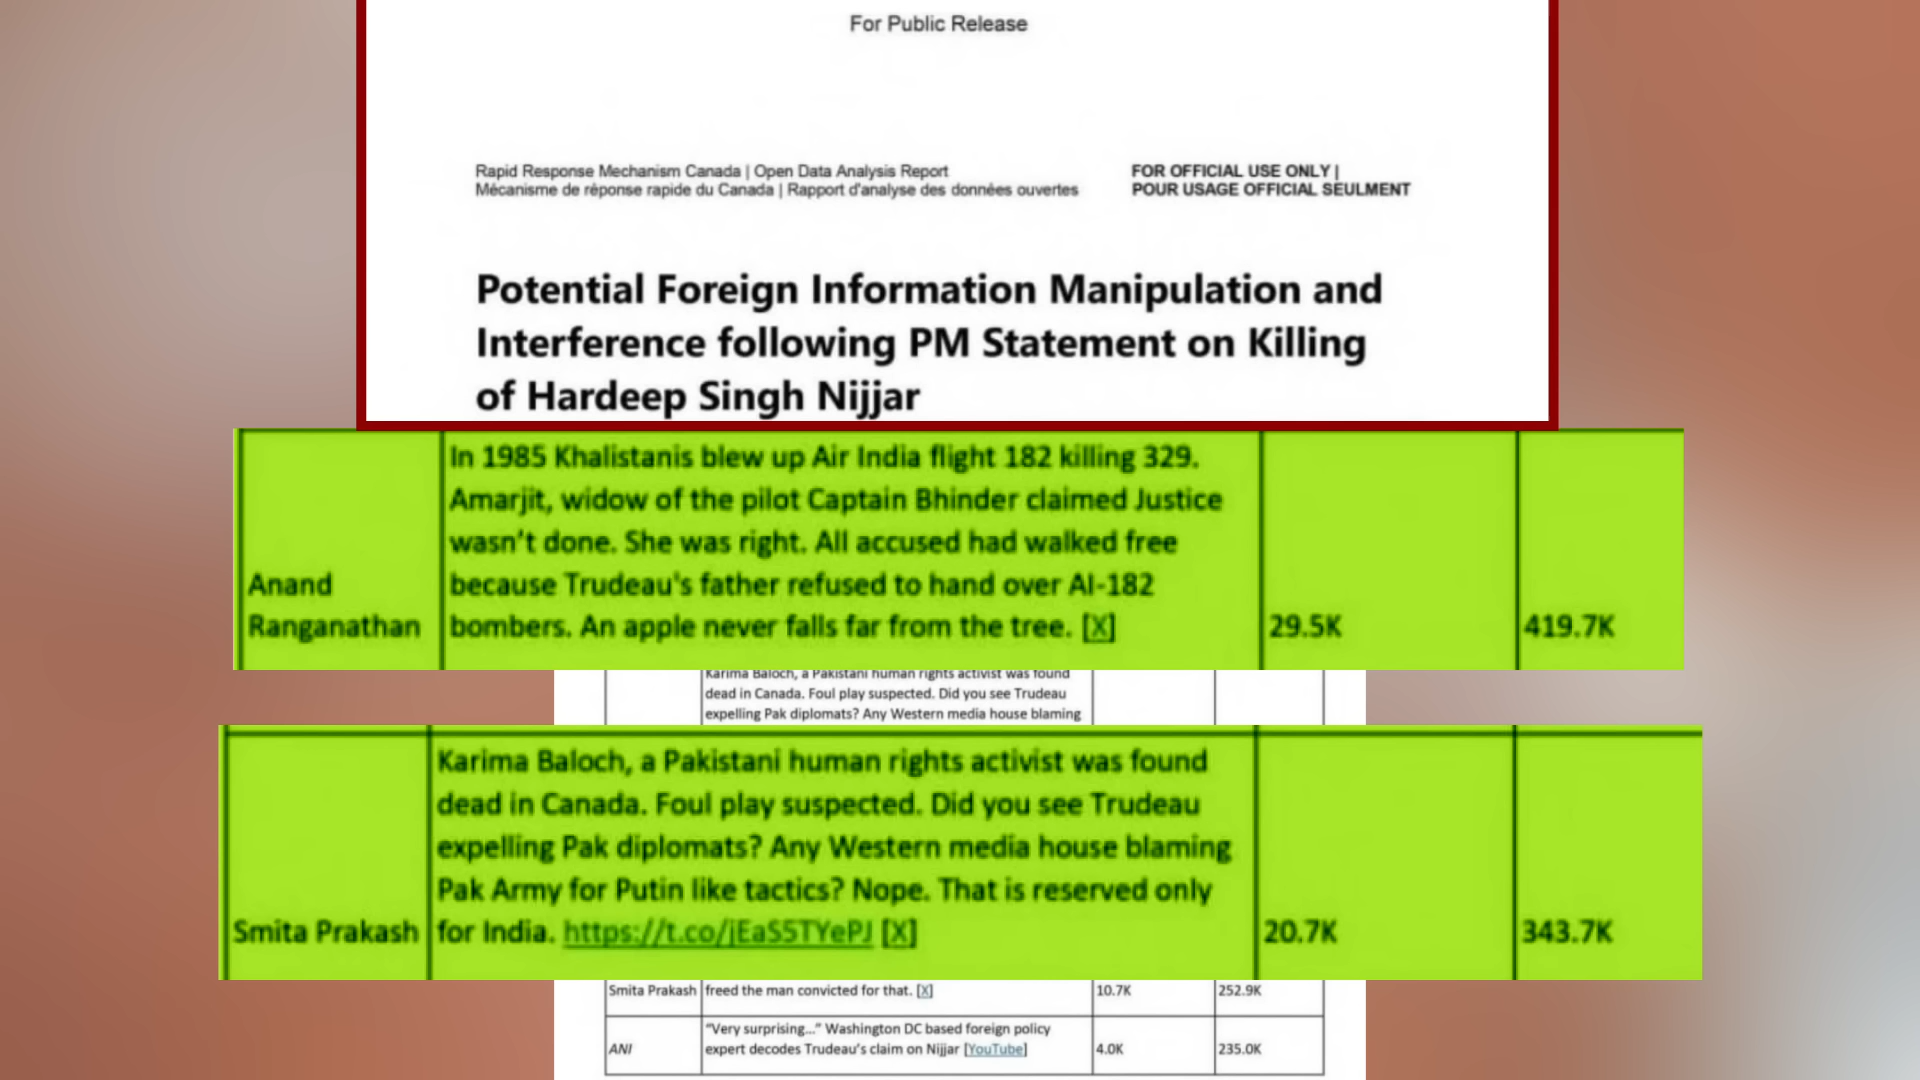 For Public Release
Rapid Response Mechanism Canada | Open Data Analysis Report
Mécanisme de réponse rapide du Canada | Rapport d'analyse des données ouvertes
FOR OFFICIAL USE ONLY |
POUR USAGE OFFICIAL SEULMENT
Potential Foreign Information Manipulation and
Interference following PM Statement on Killing
of Hardeep Singh Nijjar
Anand
Ranganathan
In 1985 Khalistanis blew up Air India flight 182 killing 329.
Amarjit, widow of the pilot Captain Bhinder claimed Justice
wasn't done. She was right. All accused had walked free
because Trudeau's father refused to hand over AI-182
bombers. An apple never falls far from the tree. [X]
29.5K
419.7K
Karima Baloch, a Pakistani human rights activist was found
dead in Canada. Foul play suspected. Did you see Trudeau
expelling Pak diplomats? Any Western media house blaming
Smita Prakash
Karima Baloch, a Pakistani human rights activist was found
dead in Canada. Foul play suspected. Did you see Trudeau
expelling Pak diplomats? Any Western media house blaming
Pak Army for Putin like tactics? Nope. That is reserved only
for India. https://t.co/jEaS5TYePJ [X]
20.7K
343.7K
Smita Prakash
freed the man convicted for that. [X]
10.7K
252.9K
ANI
"Very surprising..." Washington DC based foreign policy
expert decodes Trudeau's claim on Nijjar [YouTube]
4.0K
235.0K